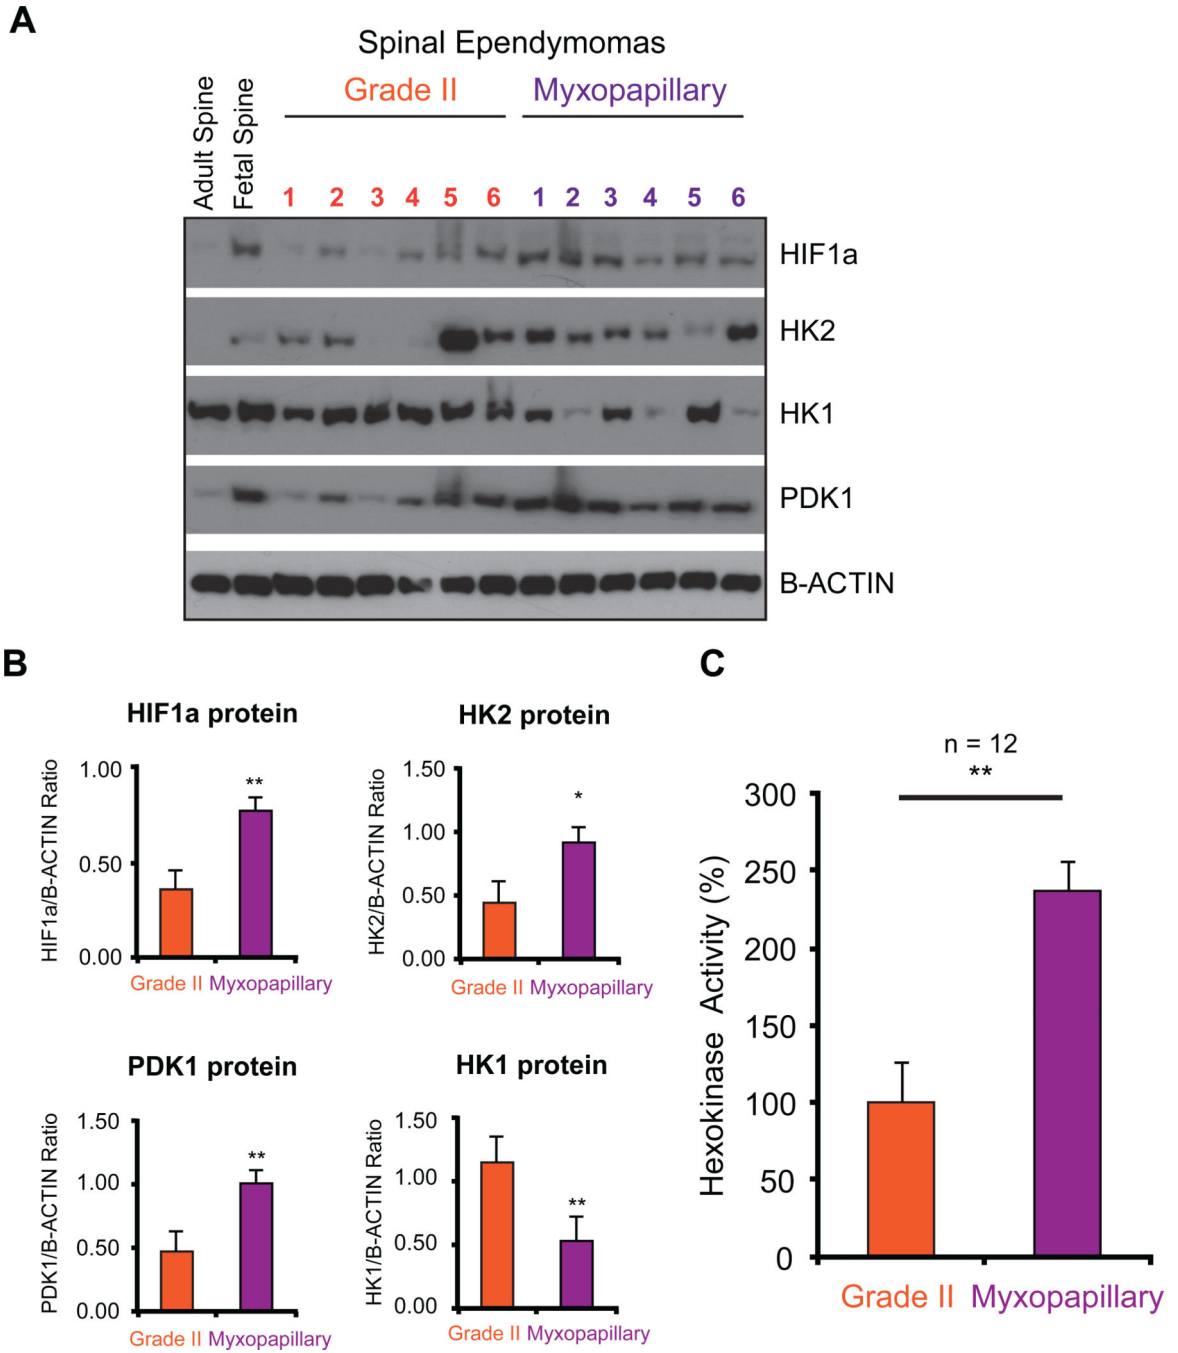 A
Spinal Ependymomas
Grade II Myxopapillary
Adult Spine
Fetal Spine
1 2 3 4 5 6 1 2 3 4 5 6
HIF1a
HK2
HK1
PDK1
B-ACTIN
B
HIF1a protein
HIF1a/B-ACTIN Ratio
1.00
**
0.50
0.00
Grade II Myxopapillary
HK2 protein
HK2/B-ACTIN Ratio
1.50
*
1.00
0.50
0.00
Grade II Myxopapillary
PDK1 protein
PDK1/B-ACTIN Ratio
1.50
**
1.00
0.50
0.00
Grade II Myxopapillary
HK1 protein
HK1/B-ACTIN Ratio
1.50
1.00
**
0.50
0.00
Grade II Myxopapillary
C
n = 12
**
Hexokinase Activity (%)
300
250
200
150
100
50
0
Grade II Myxopapillary